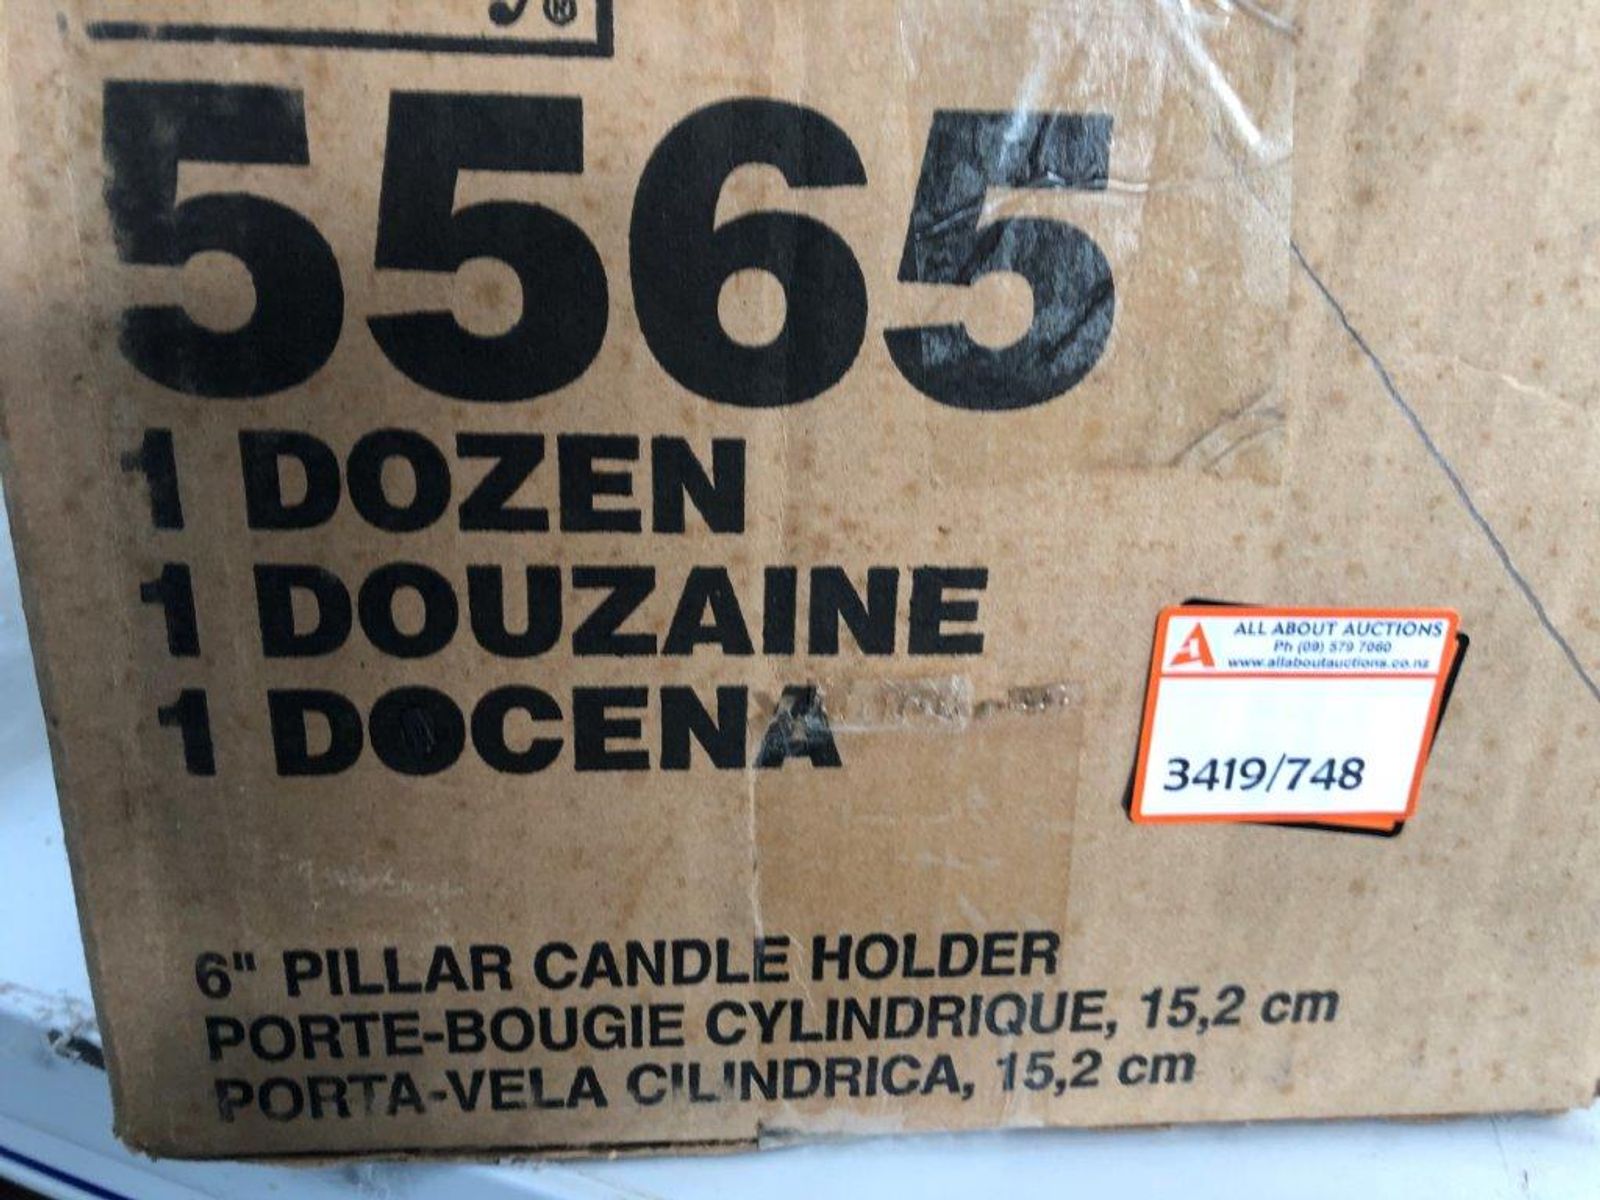 ®
5565
1 DOZEN
1 DOUZAINE
1 DOCENA
ALL ABOUT AUCTIONS
Ph (09) 579 7060
www.allaboutauctions.co.nz
3419/748
6" PILLAR CANDLE HOLDER
PORTE-BOUGIE CYLINDRIQUE, 15,2 cm
PORTA-VELA CILINDRICA, 15,2 cm